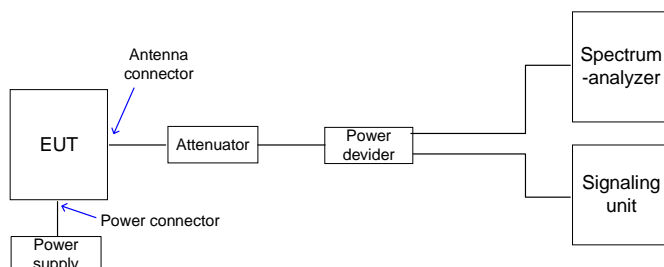 Antenna
connector
Spectrum
-analyzer
EUT
Attenuator
Power
devider
Signaling
unit
Power connector
Power
supply